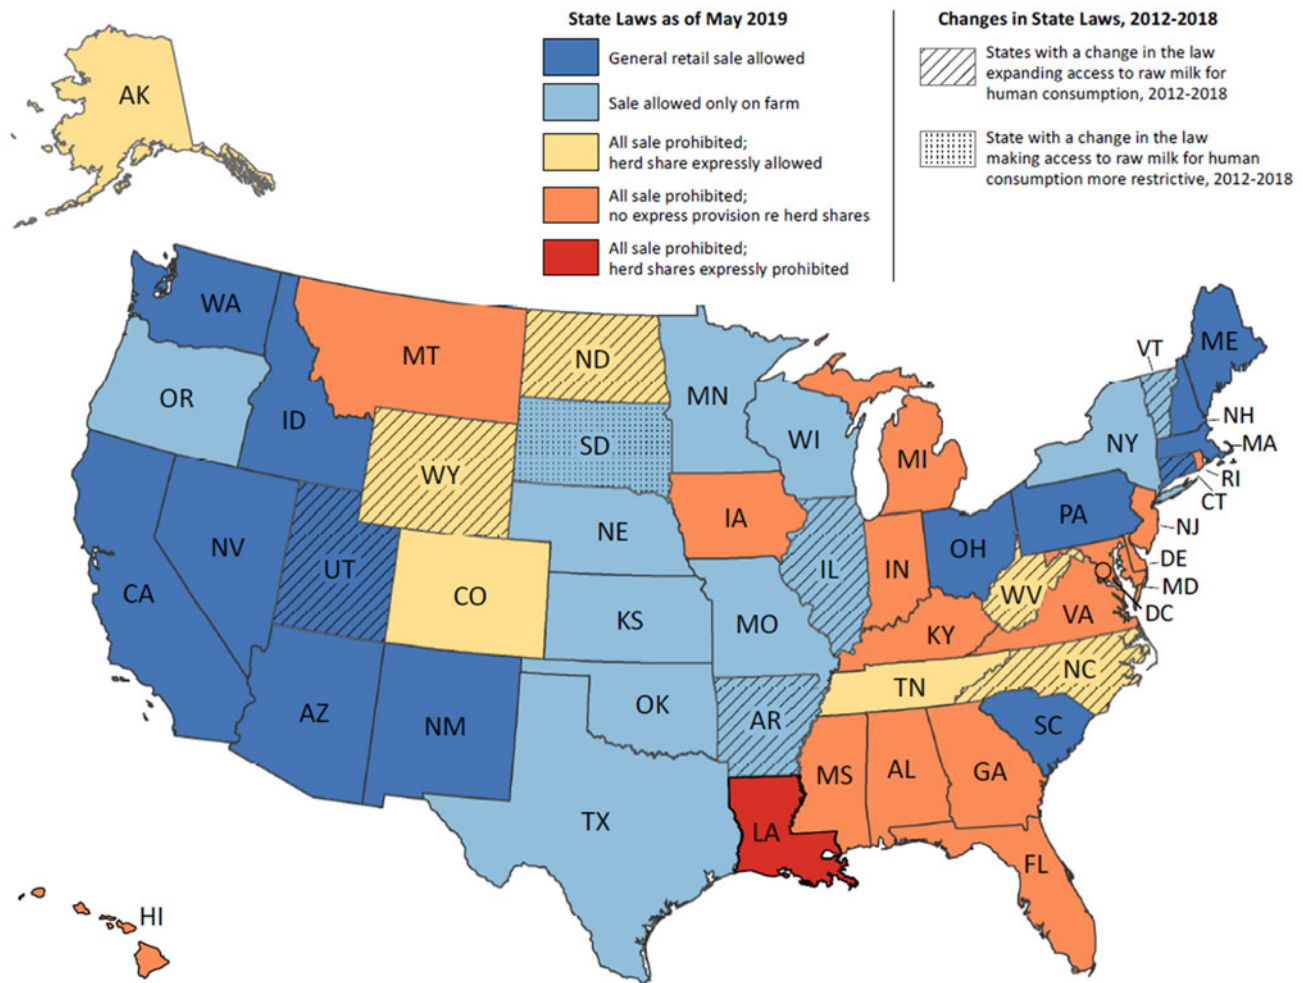 State Laws as of May 2019
General retail sale allowed
Sale allowed only on farm
All sale prohibited;
herd share expressly allowed
All sale prohibited;
no express provision re herd shares
All sale prohibited;
herd shares expressly prohibited
Changes in State Laws, 2012-2018
States with a change in the law
expanding access to raw milk for
human consumption, 2012-2018
State with a change in the law
making access to raw milk for human
consumption more restrictive, 2012-2018
AK
WA
MT
ND
MN
VT
ME
OR
ID
SD
WI
NY
NH
MA
WY
MI
RI
CT
NV
UT
NE
IA
PA
NJ
CA
CO
IL
IN
OH
DE
MD
DC
KS
MO
WV
VA
KY
NC
AZ
NM
OK
AR
TN
SC
TX
LA
MS
AL
GA
FL
HI